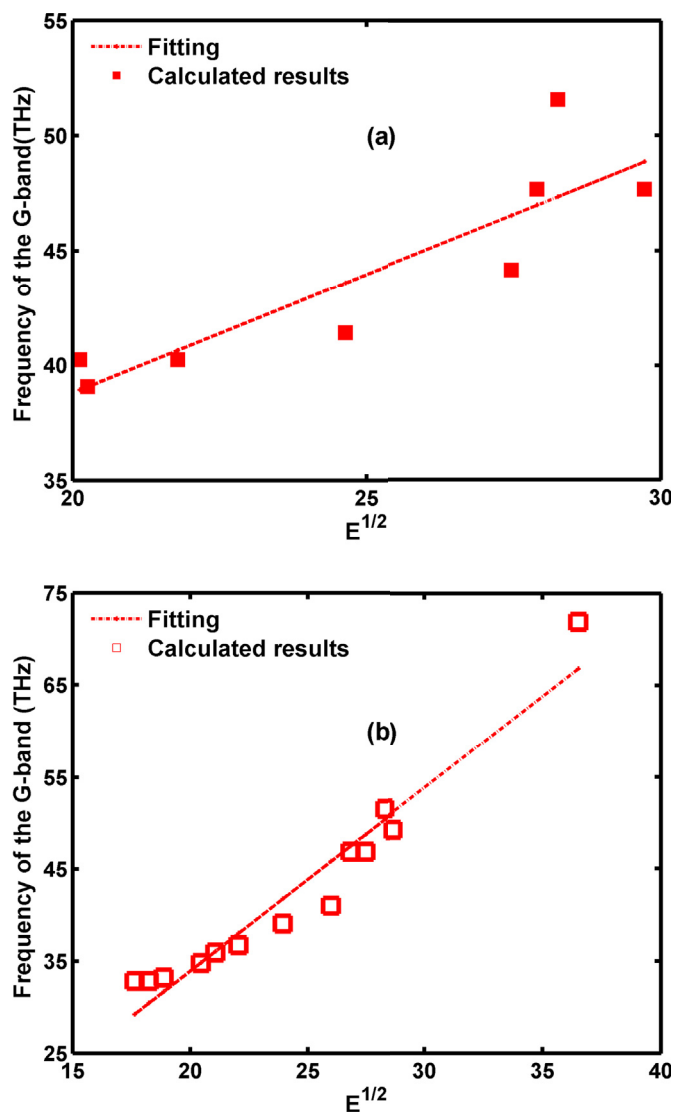 55
50
45
40
35
Frequency of the G-band(THz)
Fitting
Calculated results
(a)
20
25
30
E1/2
75
65
55
45
35
25
Frequency of the G-band (THz)
Fitting
Calculated results
(b)
15
20
25
30
35
40
E1/2